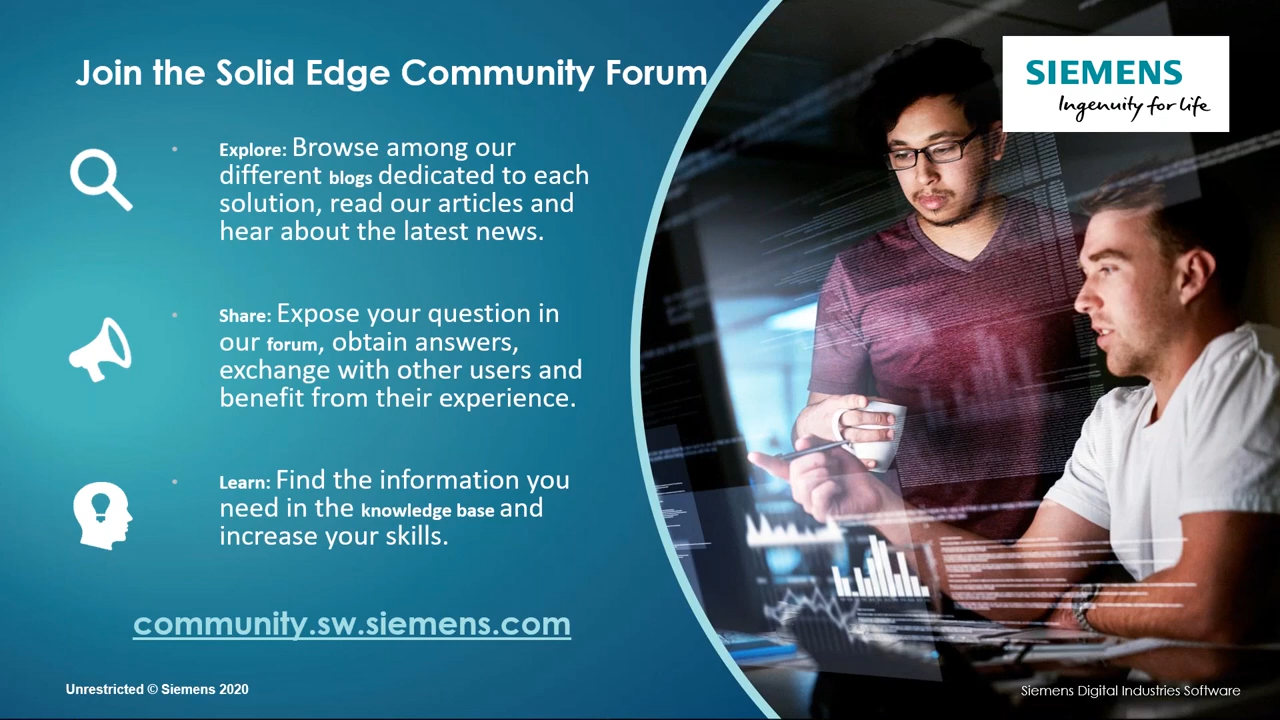 Join the Solid Edge Community Forum
SIEMENS
Ingenuity for life
• Explore: Browse among our
different blogs dedicated to each
solution, read our articles and
hear about the latest news.
• Share: Expose your question in
our forum, obtain answers,
exchange with other users and
benefit from their experience.
• Learn: Find the information you
need in the knowledge base and
increase your skills.
community.sw.siemens.com
Unrestricted © Siemens 2020
Siemens Digital Industries Software